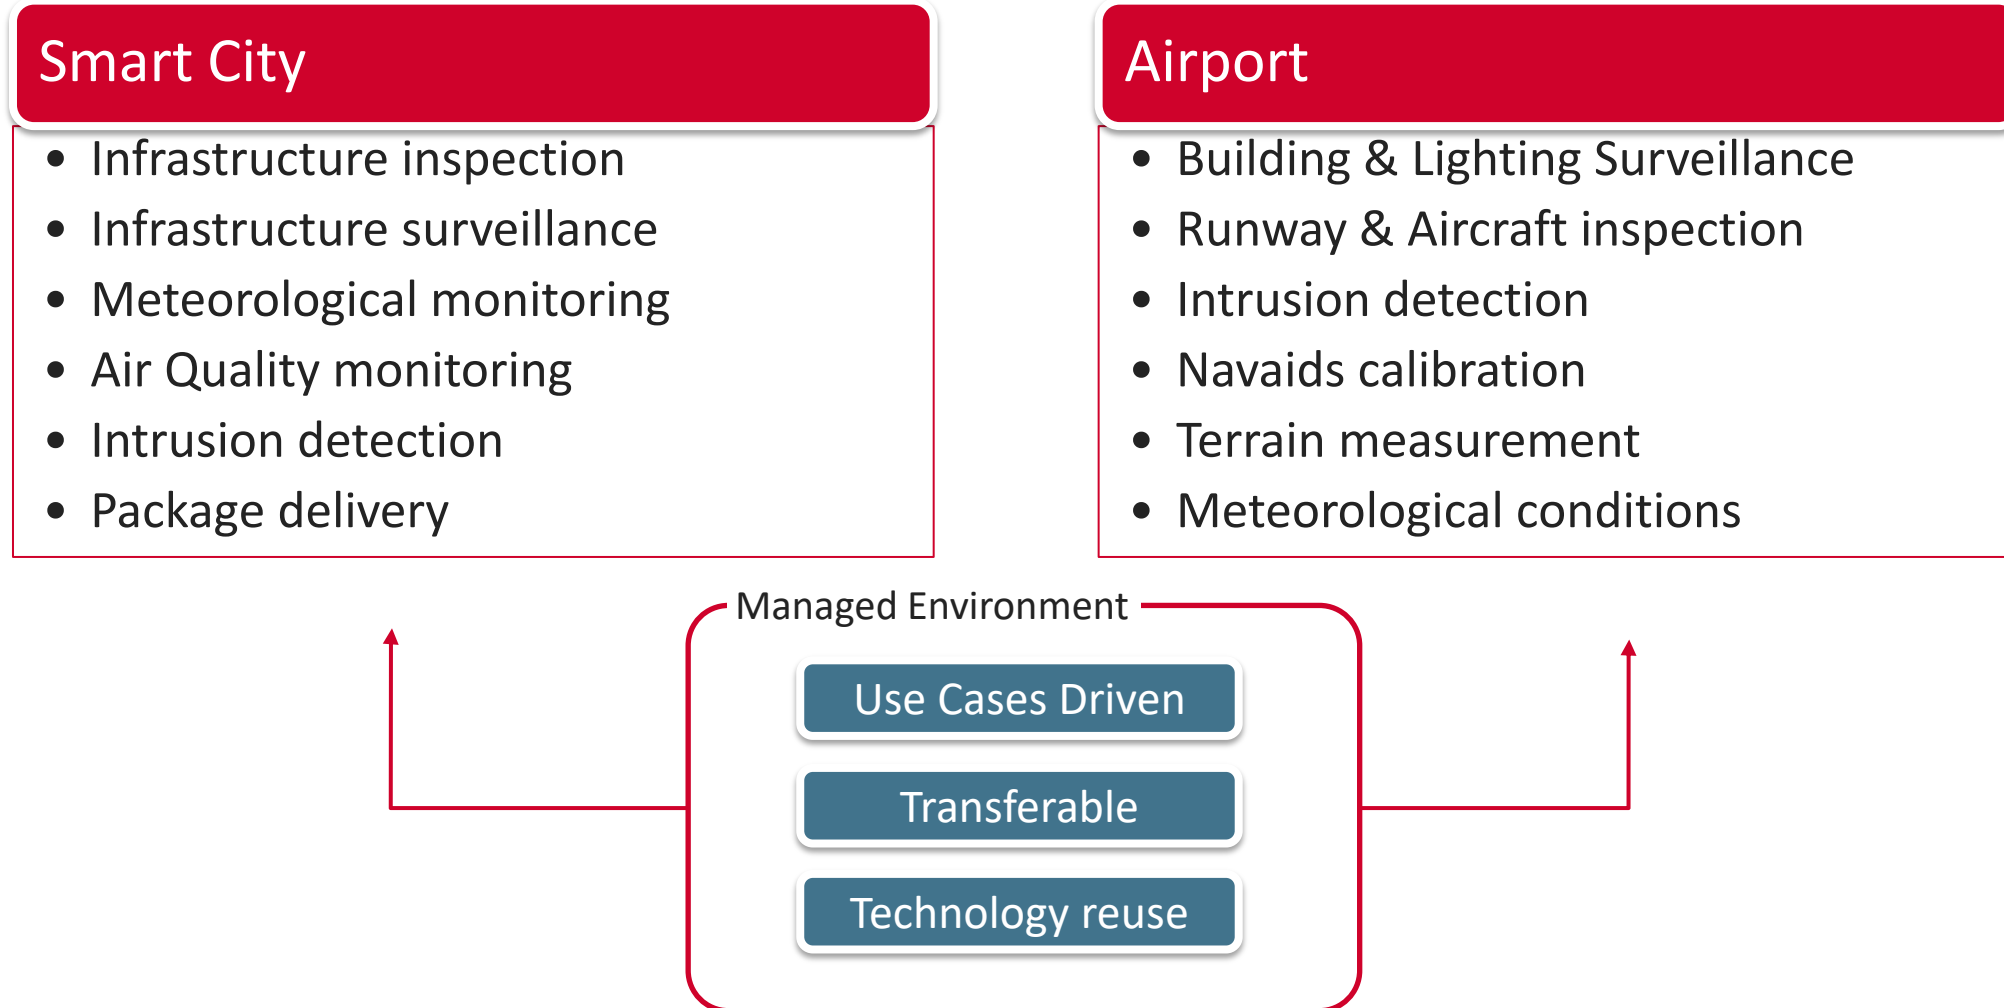 Smart City
• Infrastructure inspection
• Infrastructure surveillance
• Meteorological monitoring
• Air Quality monitoring
• Intrusion detection
• Package delivery
Airport
• Building & Lighting Surveillance
• Runway & Aircraft inspection
• Intrusion detection
• Navaids calibration
• Terrain measurement
• Meteorological conditions
Managed Environment
Use Cases Driven
Transferable
Technology reuse